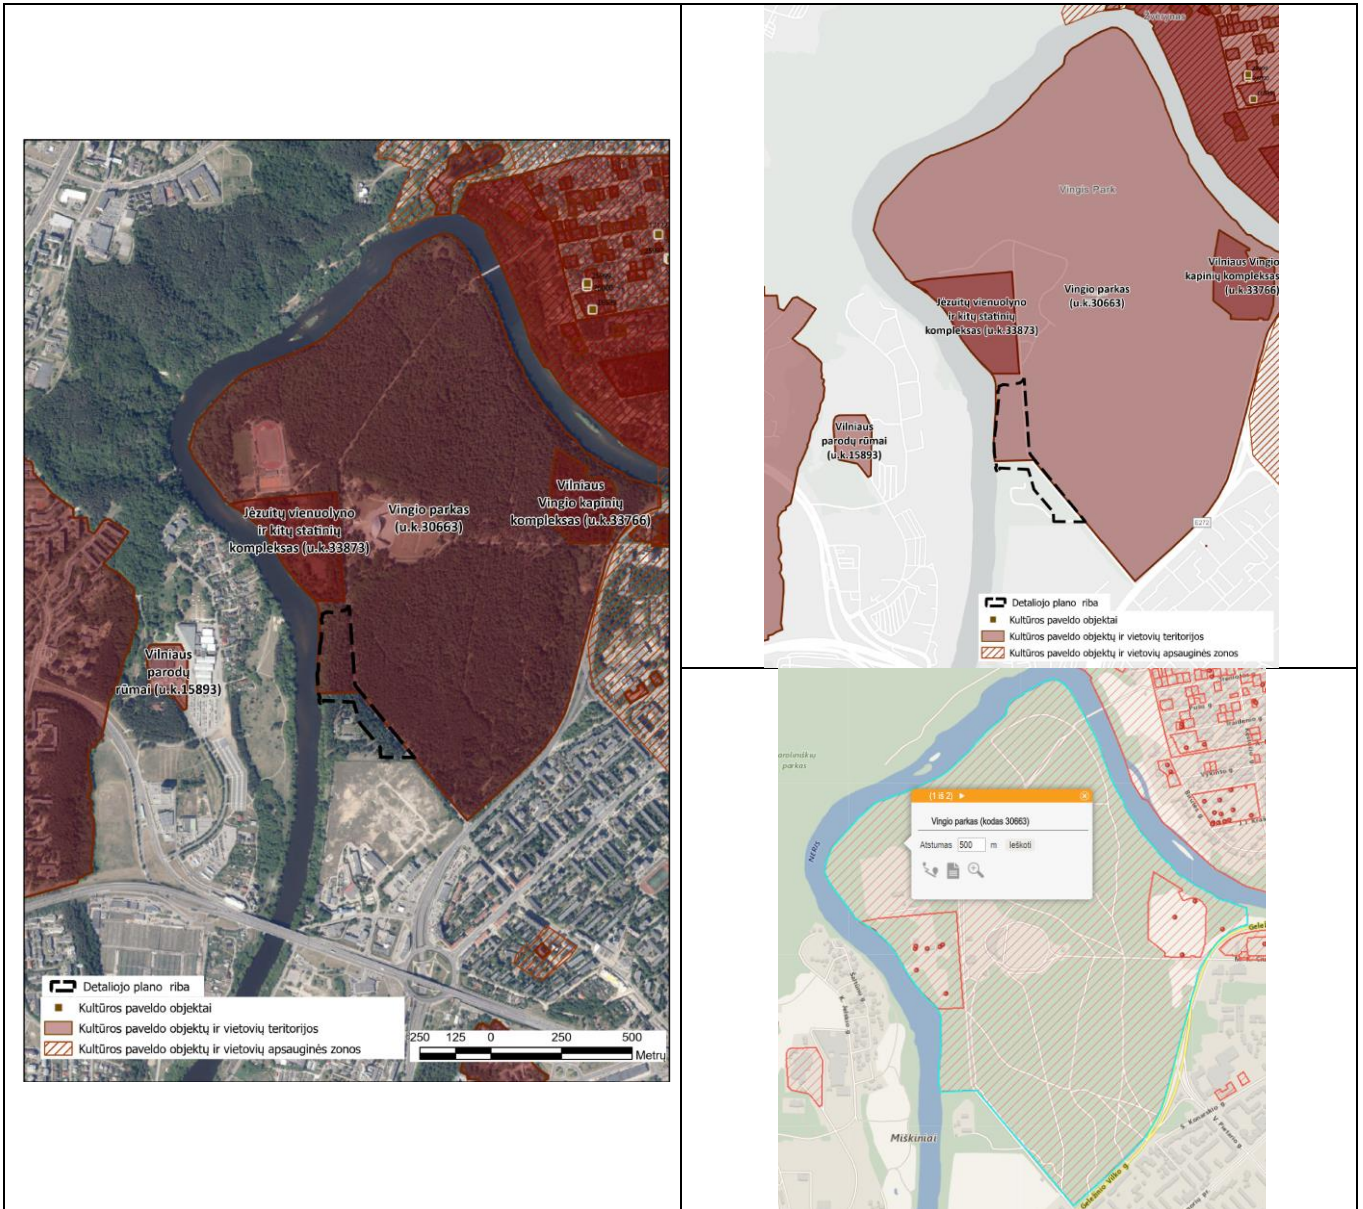 Jėzuitų vienuolyno
ir kitų statinių
kompleksas (u.k.33873)
Vingio parkas
(u.k.30663)
Vilniaus
Vingio kapinių
kompleksas (u.k.33766)
Vilniaus
parodų
rūmai (u.k.15893)
Detaliojo plano riba
Kultūros paveldo objektai
Kultūros paveldo objektų ir vietovių teritorijos
Kultūros paveldo objektų ir vietovių apsauginės zonos
250 125 0 250 500
Metrų
Žvėrynas
Vingis Park
Vilniaus Vingio
kapinių kompleksas
(u.k.33766)
Vingio parkas
(u.k.30663)
Jėzuitų vienuolyno
ir kitų statinių
kompleksas (u.k.33873)
Vilniaus
parodų rūmai
(u.k.15893)
E272
Detaliojo plano riba
Kultūros paveldo objektai
Kultūros paveldo objektų ir vietovių teritorijos
Kultūros paveldo objektų ir vietovių apsauginės zonos
parkas
(1 iš 2)
Vingio parkas (kodas 30663)
Atstumas 500 m Ieškoti
NERIS
Vykinto g.
Miškiniai
S. Konarskio g.
Geležinio Vilko g.